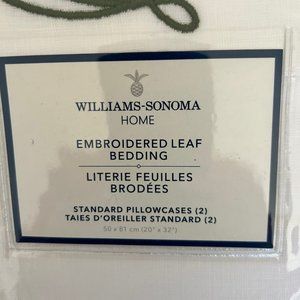 WILLIAMS-SONOMA
HOME
EMBROIDERED LEAF
BEDDING
LITERIE FEUILLES
BRODÉES
STANDARD PILLOWCASES (2)
TAIES D'OREILLER STANDARD (2)
50 x 81 cm (20" x 32")